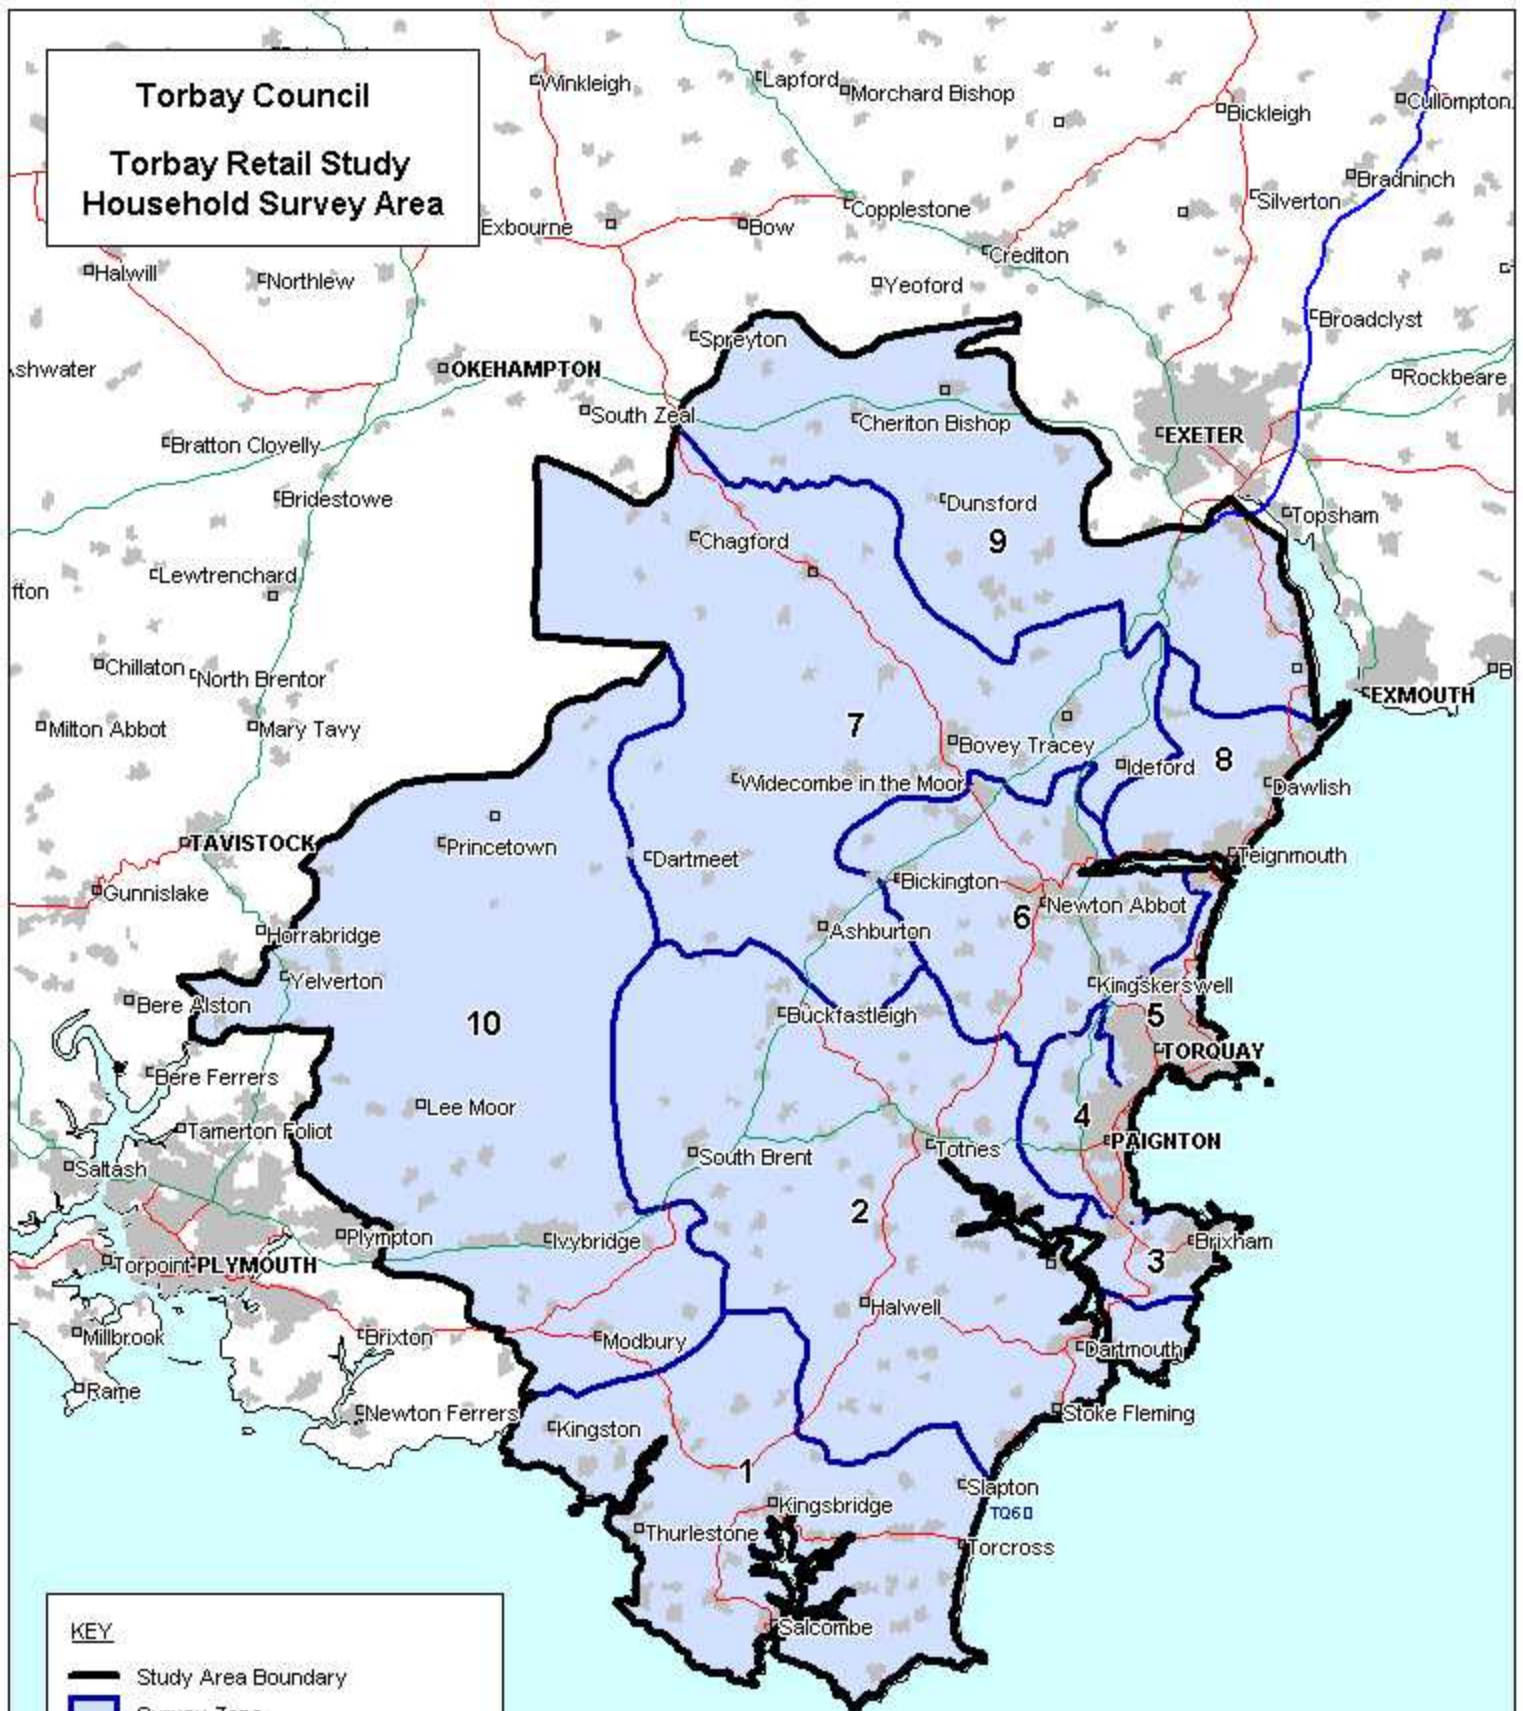 Torbay Council
Torbay Retail Study
Household Survey Area
Winkleigh
Lapford
Morchard Bishop
Bickleigh
Cullompton
Bradninch
Silverton
Exbourne
Bow
Copplestone
Crediton
Halwill
Northlew
Yeoford
Broadclyst
Spreyton
shwater
OKEHAMPTON
Rockbeare
South Zeal
Cheriton Bishop
EXETER
Bratton Clovelly
Bridestowe
Dunsford
Topsham
Chagford
9
Lewtrenchard
fton
Chillaton
North Brentor
B
EXMOUTH
Milton Abbot
Mary Tavy
7
Bovey Tracey
Ideford
8
Widecombe in the Moor
Dawlish
TAVISTOCK
Princetown
Dartmeet
Teignmouth
Gunnislake
Bickington
Newton Abbot
6
Horrabridge
Ashburton
Yelverton
Kingskerswell
Bere Alston
10
Buckfastleigh
5
TORQUAY
Bere Ferrers
Lee Moor
4
Tamerton Foliot
PAIGNTON
Saltash
South Brent
Totnes
2
Plympton
Ivybridge
Brixham
3
Torpoint
PLYMOUTH
Halwell
Millbrook
Brixton
Modbury
Dartmouth
Rame
Newton Ferrers
Stoke Fleming
Kingston
1
Slapton
Kingsbridge
TQ6 0
Thurlestone
Torcross
Salcombe
KEY
Study Area Boundary